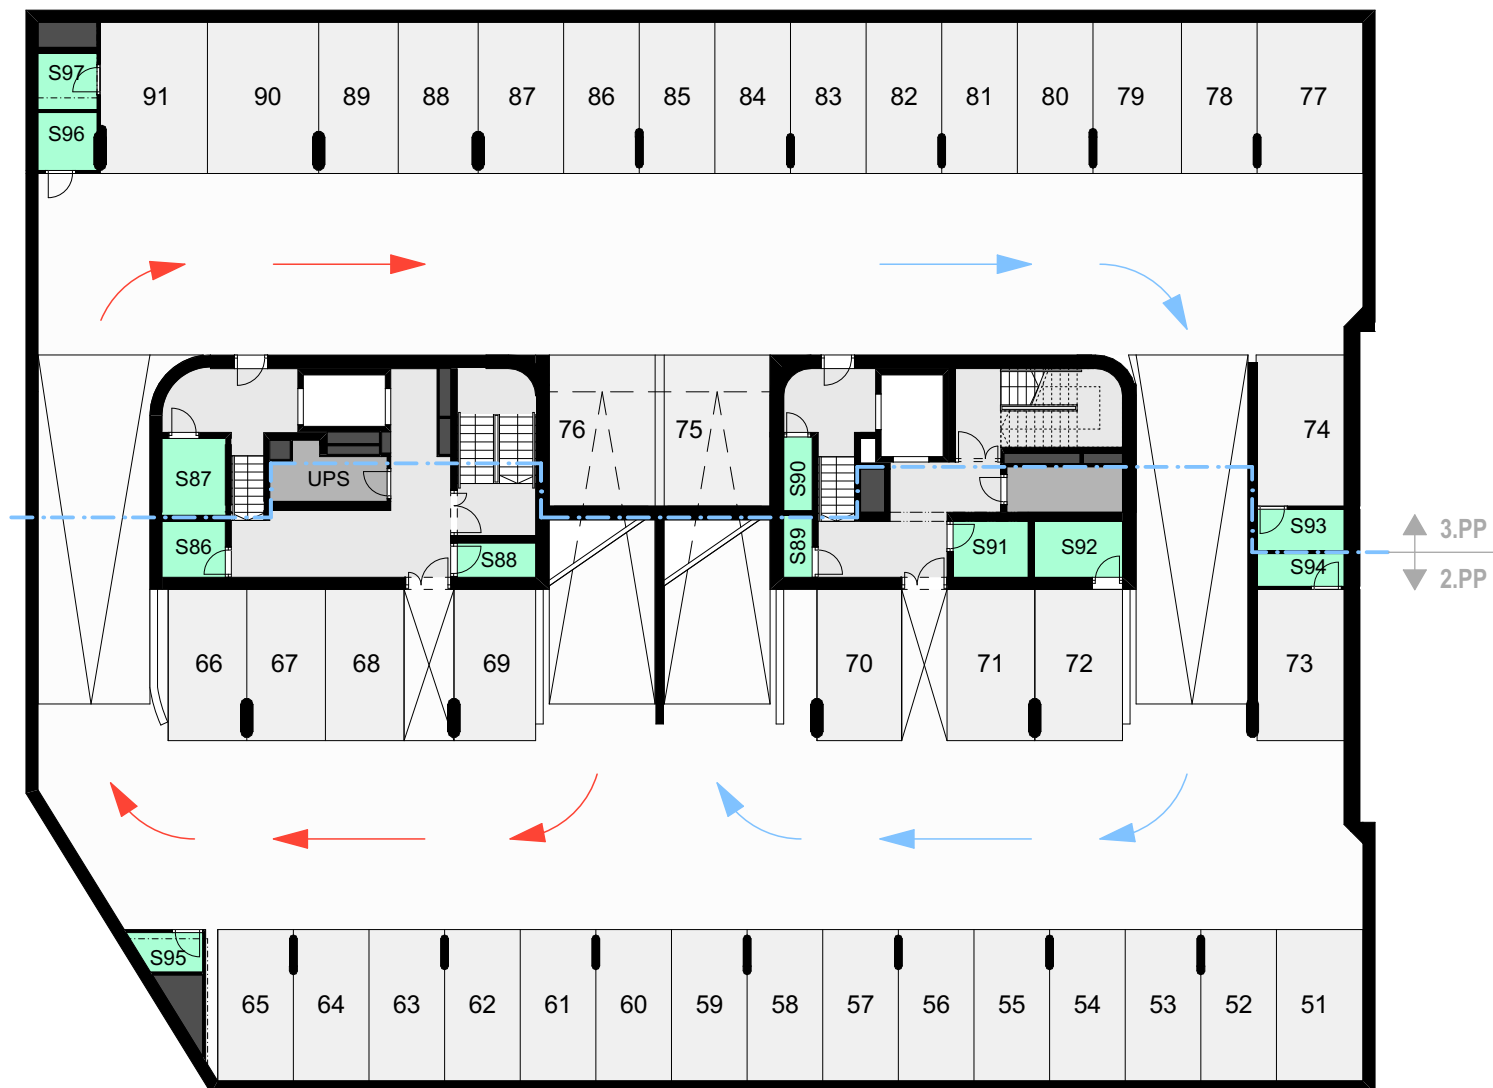 S97
91 90 89 88 87 86 85 84 83 82 81 80 79 78 77
S96
76 75 74
S87 UPS S90
S93 3.PP
S86 S88 S89 S91 S92
S94 2.PP
66 67 68 69 70 71 72 73
S95
65 64 63 62 61 60 59 58 57 56 55 54 53 52 51